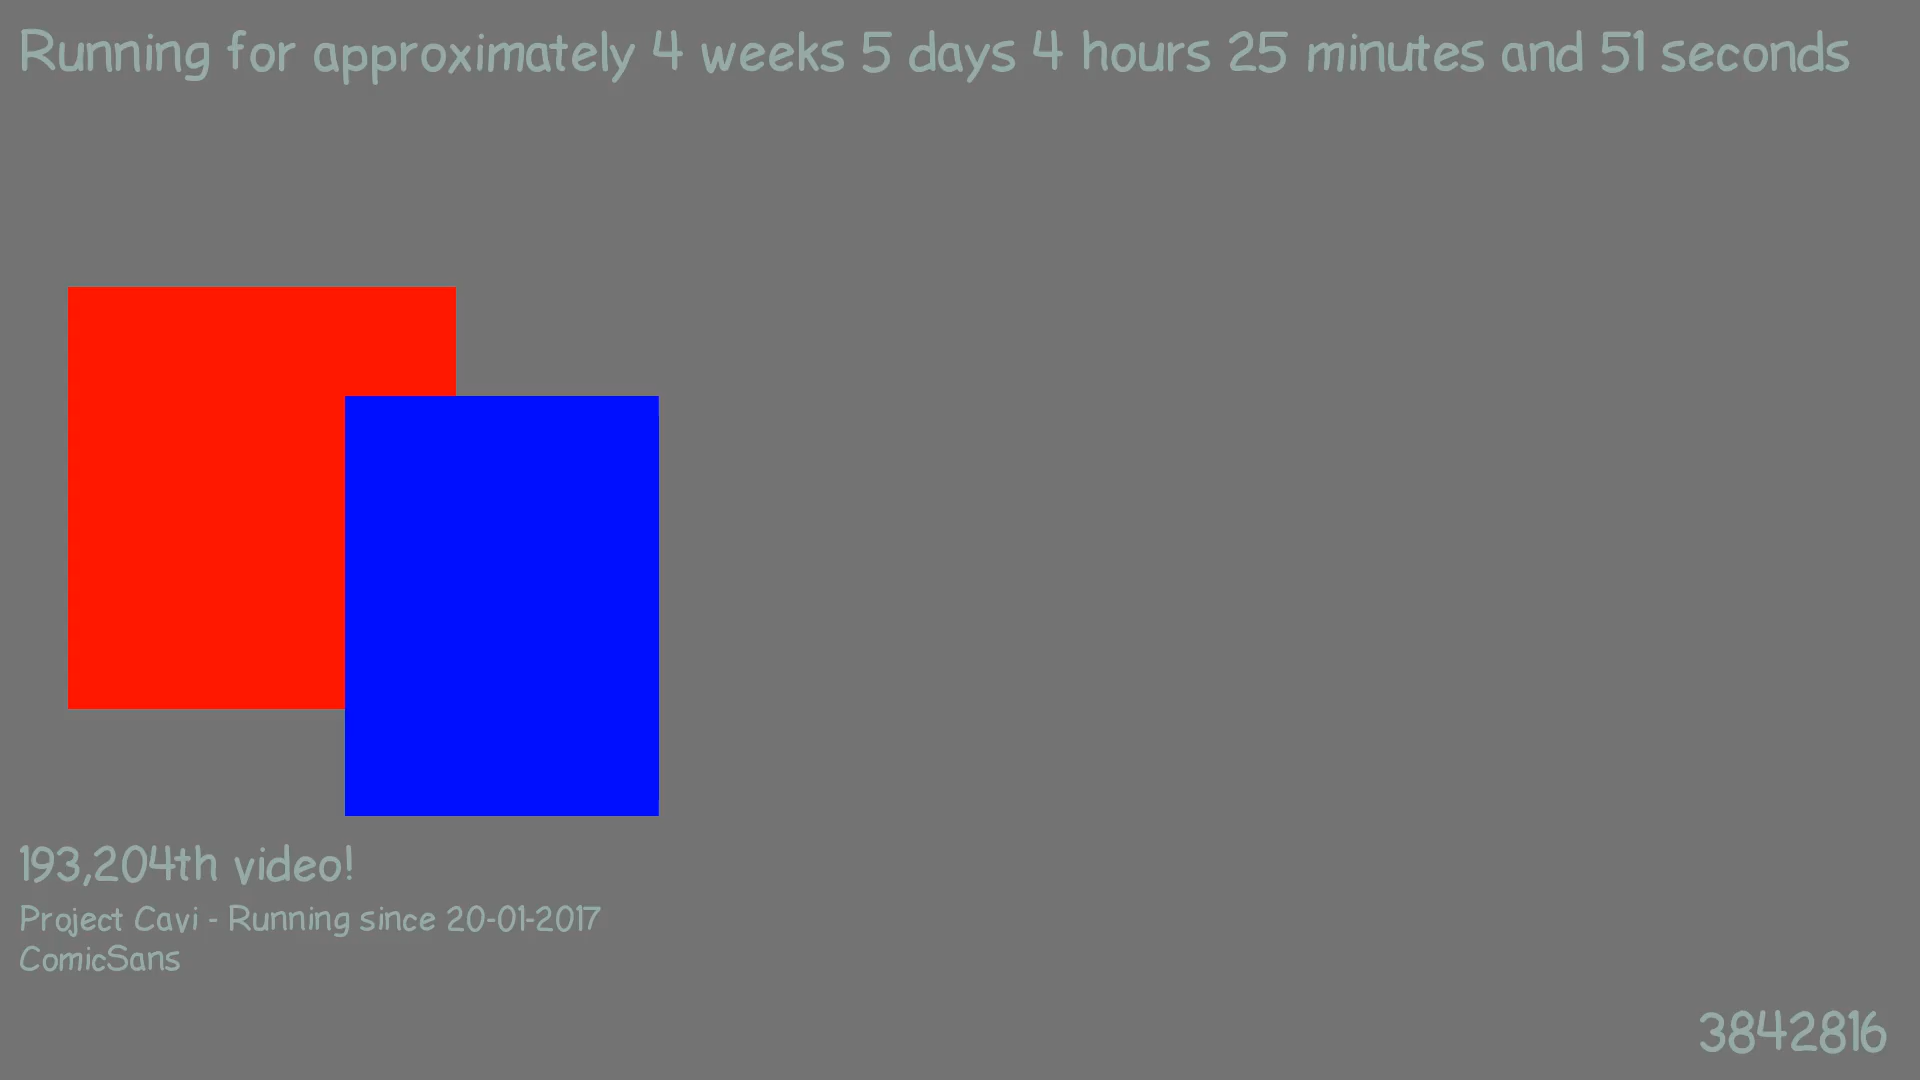 Running for approximately 4 weeks 5 days 4 hours 25 minutes and 51 seconds
193,204th video!
Project Cavi - Running since 20-01-2017
ComicSans
3842816